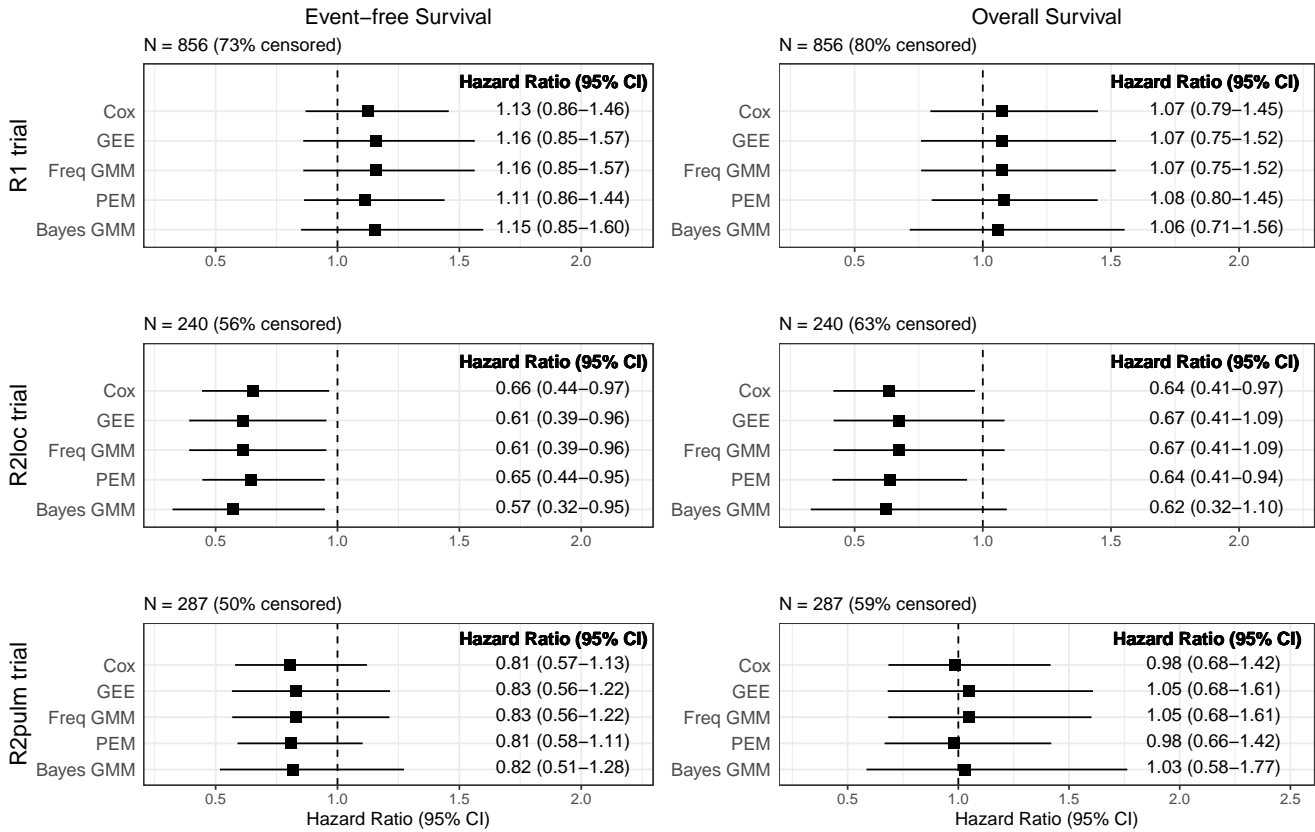 Event−free Survival
Overall Survival
N = 856 (73% censored)
N = 856 (80% censored)
R1 trial
Hazard Ratio (95% CI)
Cox 1.13 (0.86−1.46)
GEE 1.16 (0.85−1.57)
Freq GMM 1.16 (0.85−1.57)
PEM 1.11 (0.86−1.44)
Bayes GMM 1.15 (0.85−1.60)
0.5 1.0 1.5 2.0
Hazard Ratio (95% CI)
Cox 1.07 (0.79−1.45)
GEE 1.07 (0.75−1.52)
Freq GMM 1.07 (0.75−1.52)
PEM 1.08 (0.80−1.45)
Bayes GMM 1.06 (0.71−1.56)
0.5 1.0 1.5 2.0
N = 240 (56% censored)
N = 240 (63% censored)
R2loc trial
Hazard Ratio (95% CI)
Cox 0.66 (0.44−0.97)
GEE 0.61 (0.39−0.96)
Freq GMM 0.61 (0.39−0.96)
PEM 0.65 (0.44−0.95)
Bayes GMM 0.57 (0.32−0.95)
0.5 1.0 1.5 2.0
Hazard Ratio (95% CI)
Cox 0.64 (0.41−0.97)
GEE 0.67 (0.41−1.09)
Freq GMM 0.67 (0.41−1.09)
PEM 0.64 (0.41−0.94)
Bayes GMM 0.62 (0.32−1.10)
0.5 1.0 1.5 2.0
N = 287 (50% censored)
N = 287 (59% censored)
R2pulm trial
Hazard Ratio (95% CI)
Cox 0.81 (0.57−1.13)
GEE 0.83 (0.56−1.22)
Freq GMM 0.83 (0.56−1.22)
PEM 0.81 (0.58−1.11)
Bayes GMM 0.82 (0.51−1.28)
0.5 1.0 1.5 2.0
Hazard Ratio (95% CI)
Hazard Ratio (95% CI)
Cox 0.98 (0.68−1.42)
GEE 1.05 (0.68−1.61)
Freq GMM 1.05 (0.68−1.61)
PEM 0.98 (0.66−1.42)
Bayes GMM 1.03 (0.58−1.77)
0.5 1.0 1.5 2.0 2.5
Hazard Ratio (95% CI)